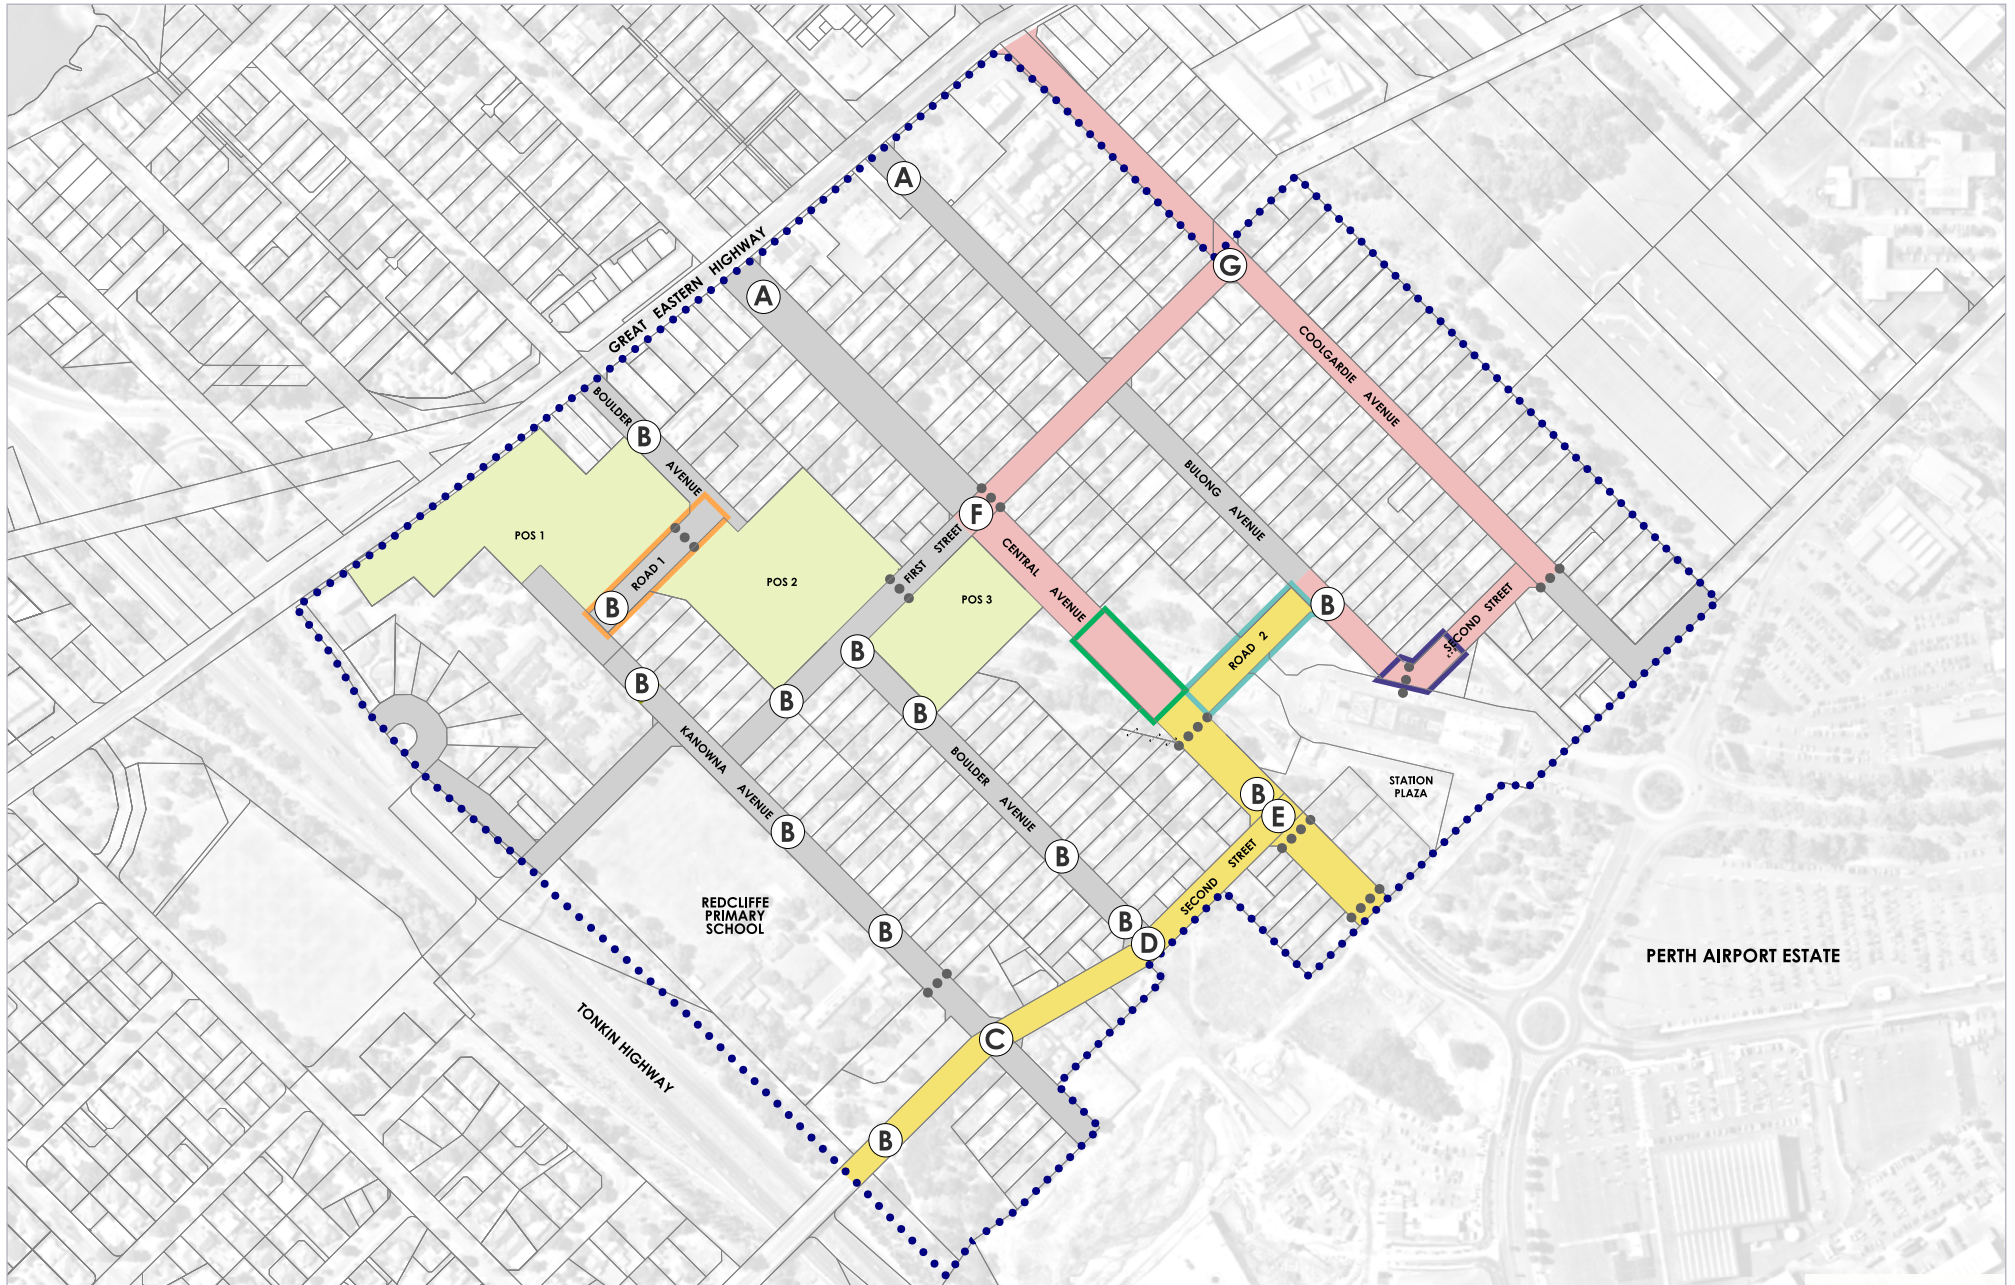 A
G
GREAT EASTERN HIGHWAY
A
COOLGARDIE AVENUE
BOULDER AVENUE
B
BULONG AVENUE
F
POS 1
FIRST STREET
CENTRAL AVENUE
ROAD 1
POS 2
POS 3
B
B
SECOND STREET
ROAD 2
B
B
B
B
KANOWNA AVENUE
BOULDER AVENUE
STATION
PLAZA
B
E
B
B
SECOND STREET
REDCLIFFE
PRIMARY
SCHOOL
B
B
D
PERTH AIRPORT ESTATE
TONKIN HIGHWAY
C
B